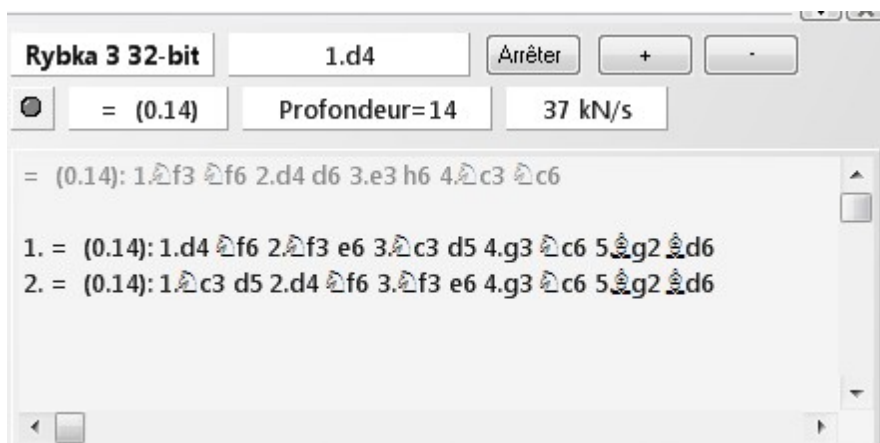 Rybka 3 32-bit 1.d4 Arrêter + -
= (0.14) Profondeur=14 37 kN/s
= (0.14): 1.♘f3 ♘f6 2.d4 d6 3.e3 h6 4.♘c3 ♘c6
1. = (0.14): 1.d4 ♘f6 2.♘f3 e6 3.♘c3 d5 4.g3 ♘c6 5.♗g2 ♗d6
2. = (0.14): 1.♘c3 d5 2.d4 ♘f6 3.♘f3 e6 4.g3 ♘c6 5.♗g2 ♗d6